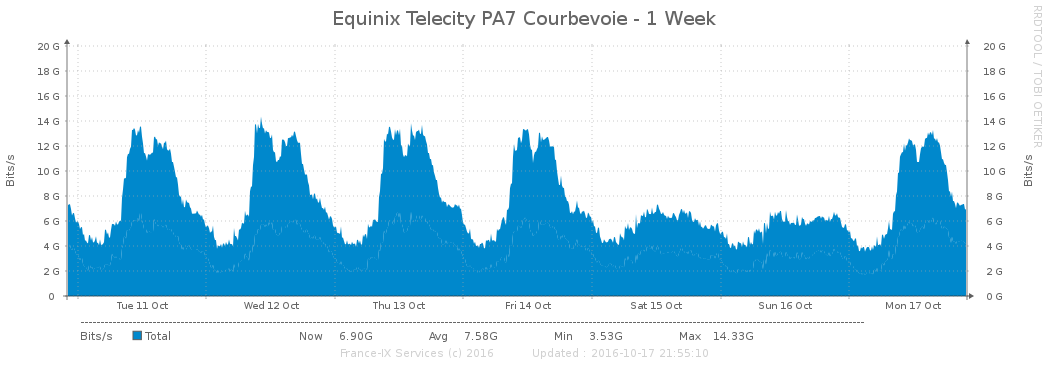 Equinix Telecity PA7 Courbevoie - 1 Week
RRDTOOL / TOBI OETIKER
Bits/s
20 G 20 G
18 G 18 G
16 G 16 G
14 G 14 G
12 G 12 G
10 G 10 G
8 G 8 G
6 G 6 G
4 G 4 G
2 G 2 G
0 0 G
Bits/s
Tue 11 Oct Wed 12 Oct Thu 13 Oct Fri 14 Oct Sat 15 Oct Sun 16 Oct Mon 17 Oct
Bits/s Total Now 6.90G Avg 7.58G Min 3.53G Max 14.33G
France-IX Services (c) 2016 Updated : 2016-10-17 21:55:10